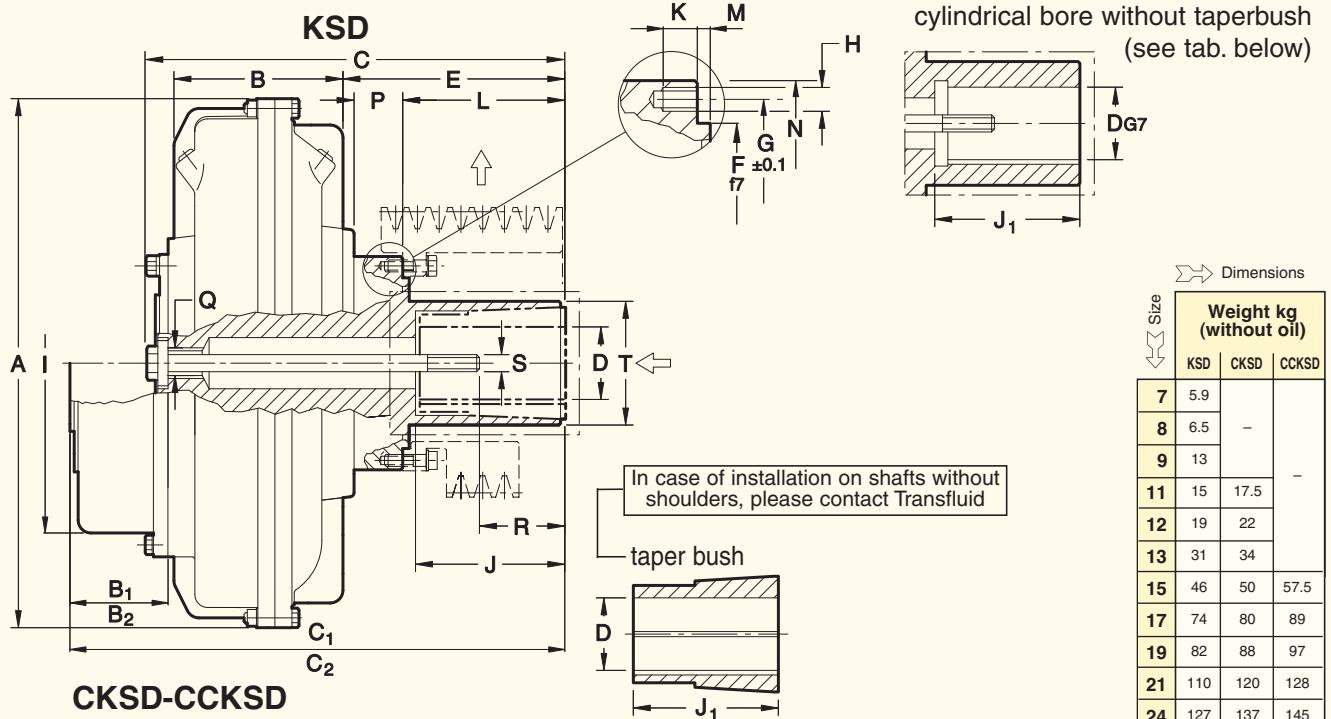 cylindrical bore without taperbush
(see tab. below)
KSD
C
B
E
P
L
K
M
H
N
G
±0.1
F
f7
DG7
J1
A
I
Q
S
D
T
R
J
B1
B2
C1
C2
CKSD-CCKSD
In case of installation on shafts without
shoulders, please contact Transfluid
taper bush
D
J1
Dimensions
Size
Weight kg
(without oil)
KSD CKSD CCKSD
7 5.9
8 6.5 –
9 13
–
11 15 17.5
12 19 22
13 31 34
15 46 50 57.5
17 74 80 89
19 82 88 97
21 110 120 128
24 127 137 145